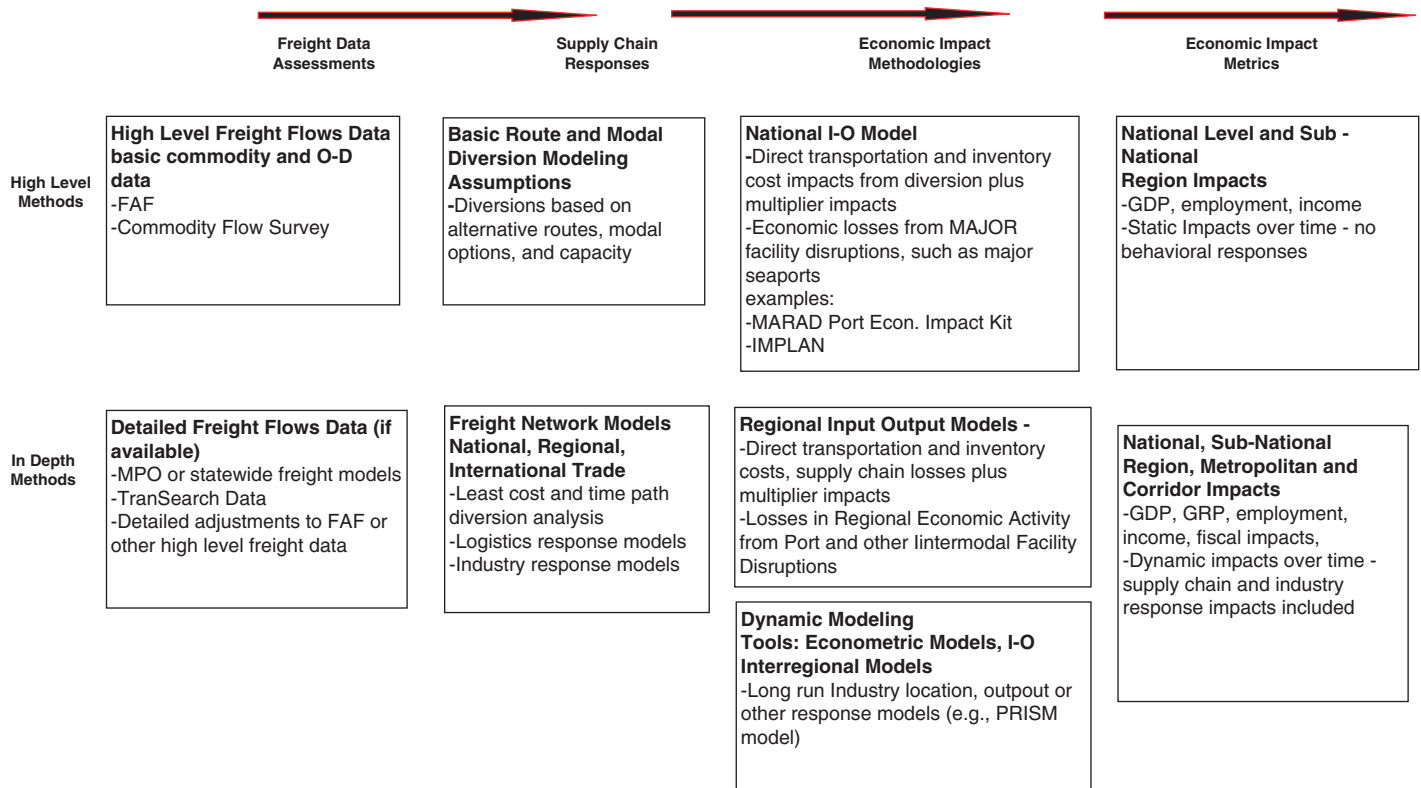 Freight Data
Assessments
Supply Chain
Responses
Economic Impact
Methodologies
Economic Impact
Metrics
High Level
Methods
High Level Freight Flows Data
basic commodity and O-D
data
-FAF
-Commodity Flow Survey
Basic Route and Modal
Diversion Modeling
Assumptions
-Diversions based on
alternative routes, modal
options, and capacity
National I-O Model
-Direct transportation and inventory
cost impacts from diversion plus
multiplier impacts
-Economic losses from MAJOR
facility disruptions, such as major
seaports
examples:
-MARAD Port Econ. Impact Kit
-IMPLAN
National Level and Sub -
National
Region Impacts
-GDP, employment, income
-Static Impacts over time - no
behavioral responses
In Depth
Methods
Detailed Freight Flows Data (if
available)
-MPO or statewide freight models
-TranSearch Data
-Detailed adjustments to FAF or
other high level freight data
Freight Network Models
National, Regional,
International Trade
-Least cost and time path
diversion analysis
-Logistics response models
-Industry response models
Regional Input Output Models -
-Direct transportation and inventory
costs, supply chain losses plus
multiplier impacts
-Losses in Regional Economic Activity
from Port and other Iintermodal Facility
Disruptions
Dynamic Modeling
Tools: Econometric Models, I-O
Interregional Models
-Long run Industry location, outpout or
other response models (e.g., PRISM
model)
National, Sub-National
Region, Metropolitan and
Corridor Impacts
-GDP, GRP, employment,
income, fiscal impacts,
-Dynamic impacts over time -
supply chain and industry
response impacts included